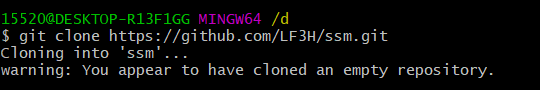 15520@DESKTOP-R13F1GG MINGW64 /d
$ git clone https://github.com/LF3H/ssm.git
Cloning into 'ssm'...
warning: You appear to have cloned an empty repository.